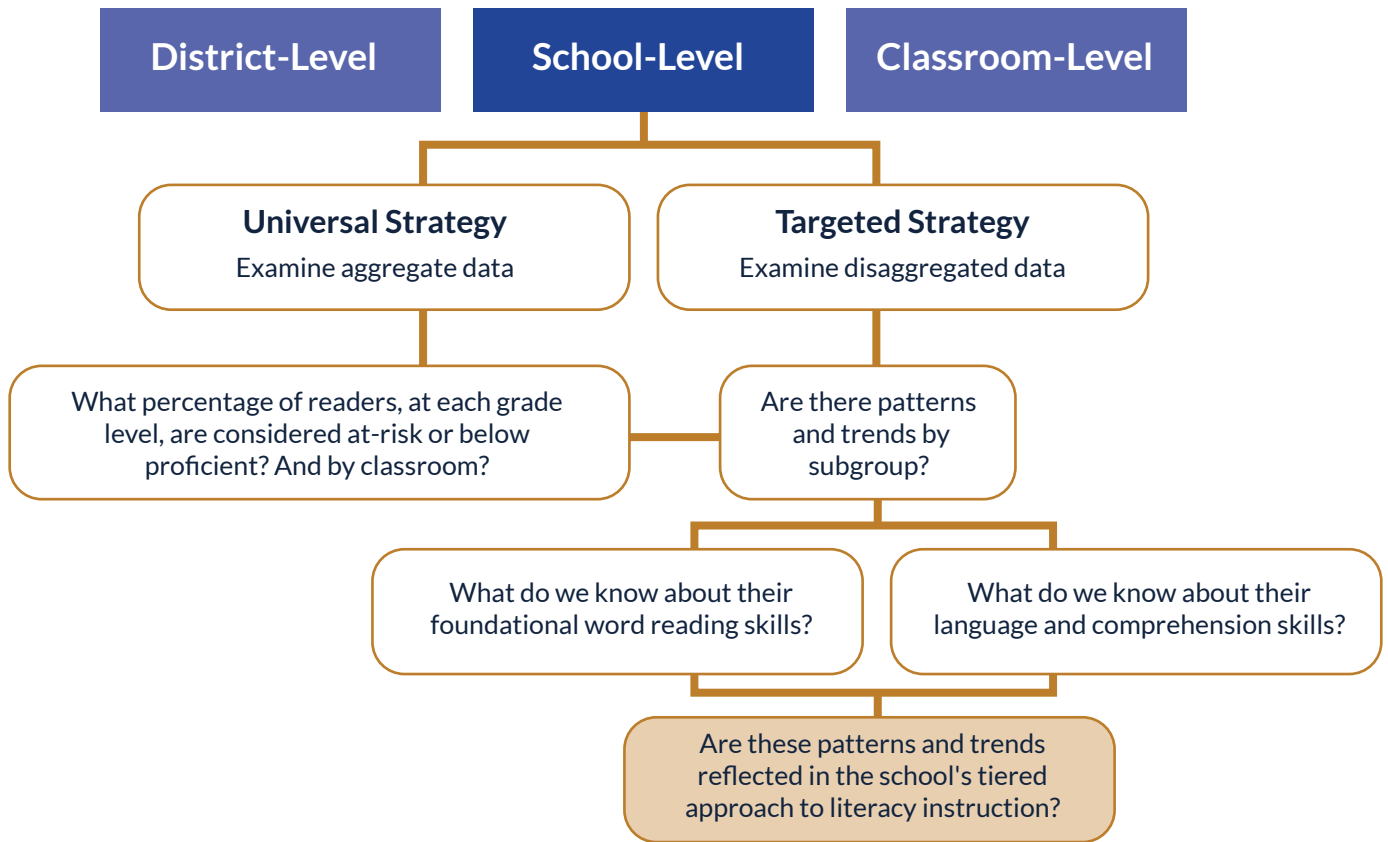 District-Level
School-Level
Classroom-Level
Universal Strategy
Examine aggregate data
Targeted Strategy
Examine disaggregated data
What percentage of readers, at each grade
level, are considered at-risk or below
proficient? And by classroom?
Are there patterns
and trends by
subgroup?
What do we know about their
foundational word reading skills?
What do we know about their
language and comprehension skills?
Are these patterns and trends
reflected in the school's tiered
approach to literacy instruction?